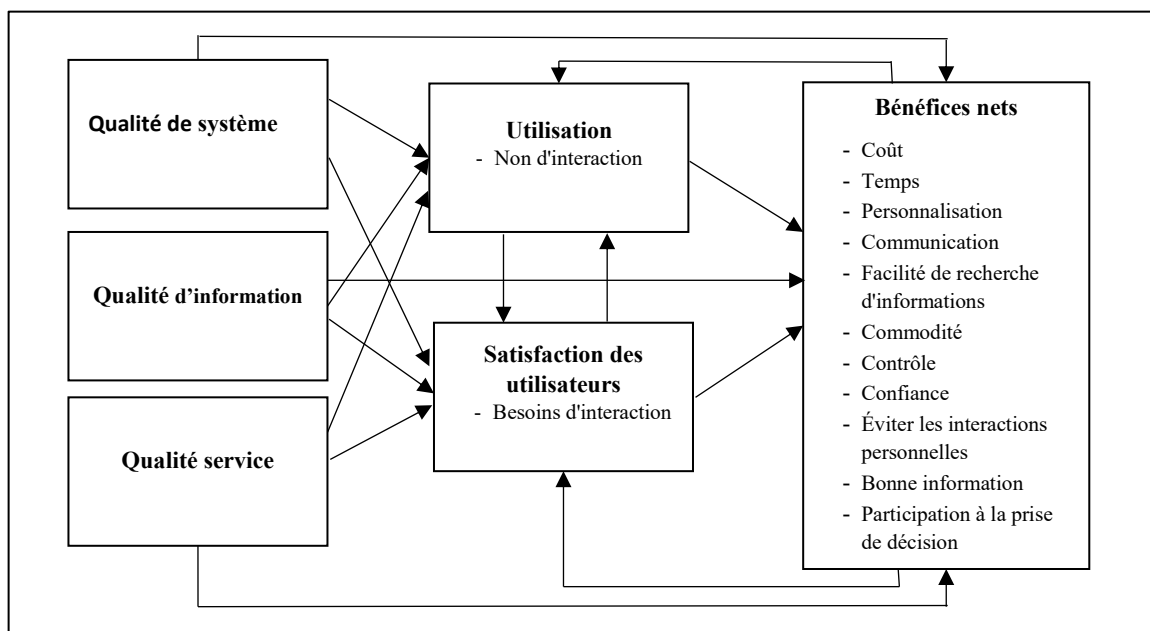 Qualité de système
Qualité d’information
Qualité service
Utilisation
- Non d'interaction
Satisfaction des
utilisateurs
- Besoins d'interaction
Bénéfices nets
- Coût
- Temps
- Personnalisation
- Communication
- Facilité de recherche
d'informations
- Commodité
- Contrôle
- Confiance
- Éviter les interactions
personnelles
- Bonne information
- Participation à la prise
de décision